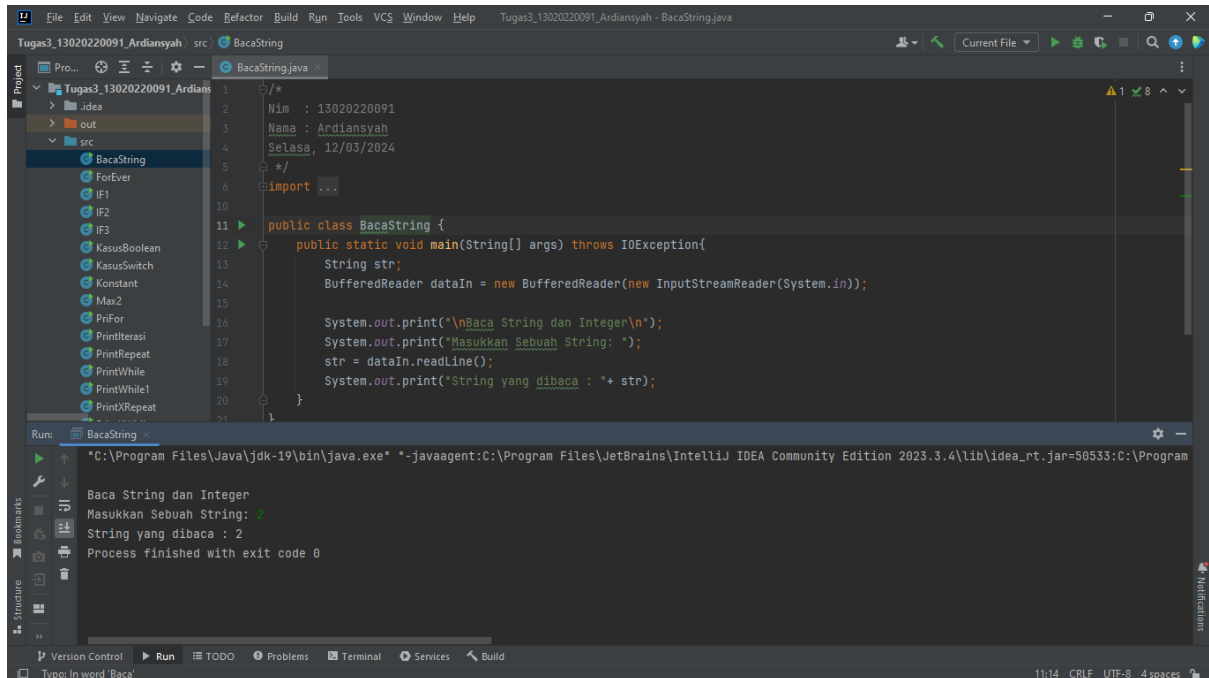 File Edit View Navigate Code Refactor Build Run Tools VCS Window Help Tugas3_13020220091_Ardiansyah - BacaString.java
Tugas3_13020220091_Ardiansyah src BacaString Current File
Project Pro... BacaString.java
Tugas3_13020220091_Ardians
.idea
out
src
BacaString
ForEver
IF1
IF2
IF3
KasusBoolean
KasusSwitch
Konstant
Max2
PriFor
PrintIterasi
PrintRepeat
PrintWhile
PrintWhile1
PrintXRepeat
1 /* 1 8
2 Nim : 13020220091
3 Nama : Ardiansyah
4 Selasa, 12/03/2024
5 */
6 import ...
10
11 public class BacaString {
12 public static void main(String[] args) throws IOException{
13 String str;
14 BufferedReader dataIn = new BufferedReader(new InputStreamReader(System.in));
15
16 System.out.print("\nBaca String dan Integer\n");
17 System.out.print("Masukkan Sebuah String: ");
18 str = dataIn.readLine();
19 System.out.print("String yang dibaca : "+ str);
20 }
21 }
Run: BacaString
"C:\Program Files\Java\jdk-19\bin\java.exe" "-javaagent:C:\Program Files\JetBrains\IntelliJ IDEA Community Edition 2023.3.4\lib\idea_rt.jar=50533:C:\Program
Baca String dan Integer
Masukkan Sebuah String: 2
String yang dibaca : 2
Process finished with exit code 0
Bookmarks
Structure
Notifications
Version Control Run TODO Problems Terminal Services Build
Typo: In word 'Baca' 11:14 CRLF UTF-8 4 spaces